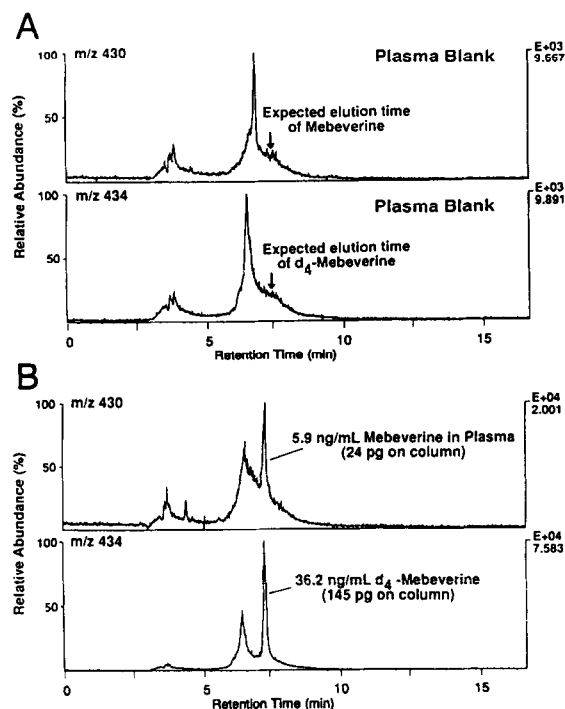 A
m/z 430
Plasma Blank
E+03
9.667
100
50
Expected elution time
of Mebeverine
Relative Abundance (%)
m/z 434
Plasma Blank
E+03
9.891
100
50
Expected elution time
of d4-Mebeverine
0 5 10 15
Retention Time (min)
B
m/z 430
E+04
2.001
100
50
5.9 ng/mL Mebeverine in Plasma
(24 pg on column)
Relative Abundance (%)
m/z 434
E+04
7.583
100
50
36.2 ng/mL d4 -Mebeverine
(145 pg on column)
0 5 10 15
Retention Time (min)